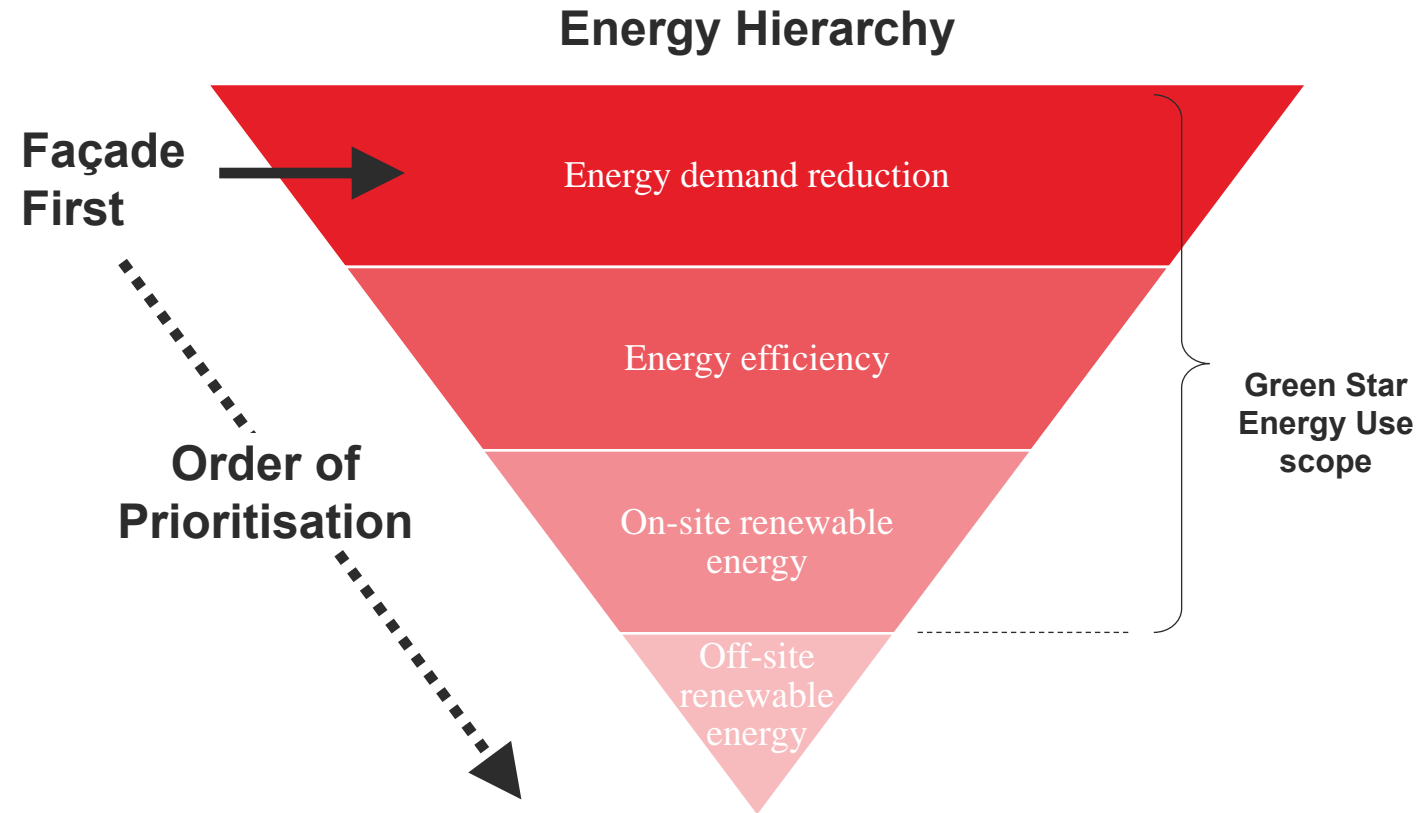 Energy Hierarchy
Façade
First
Energy demand reduction
Energy efficiency
Green Star
Energy Use
scope
Order of
Prioritisation
On-site renewable
energy
Off-site
renewable
energy